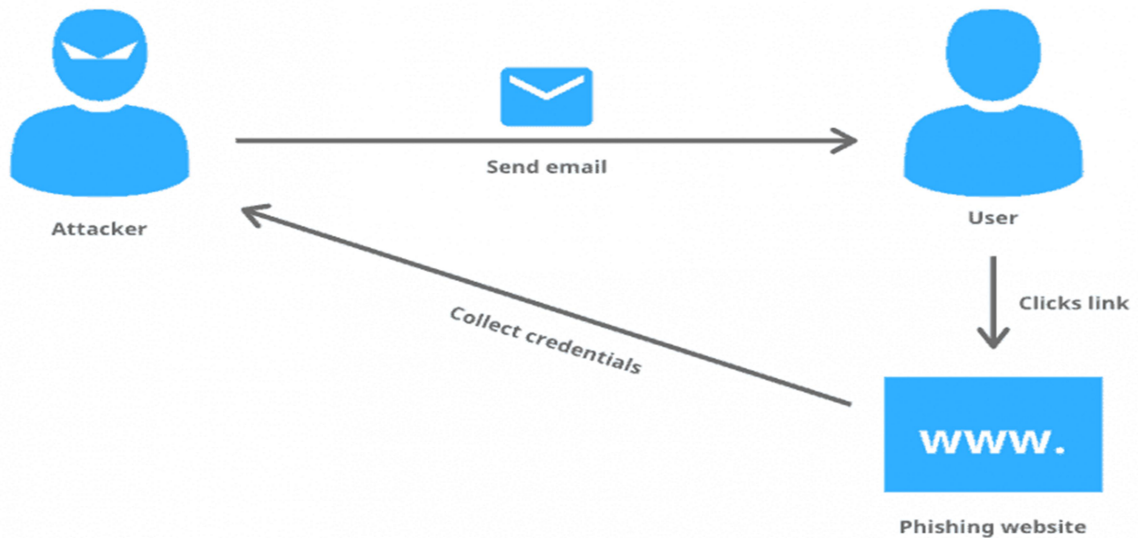 Send email
Attacker
User
Clicks link
Collect credentials
www.
Phishing website